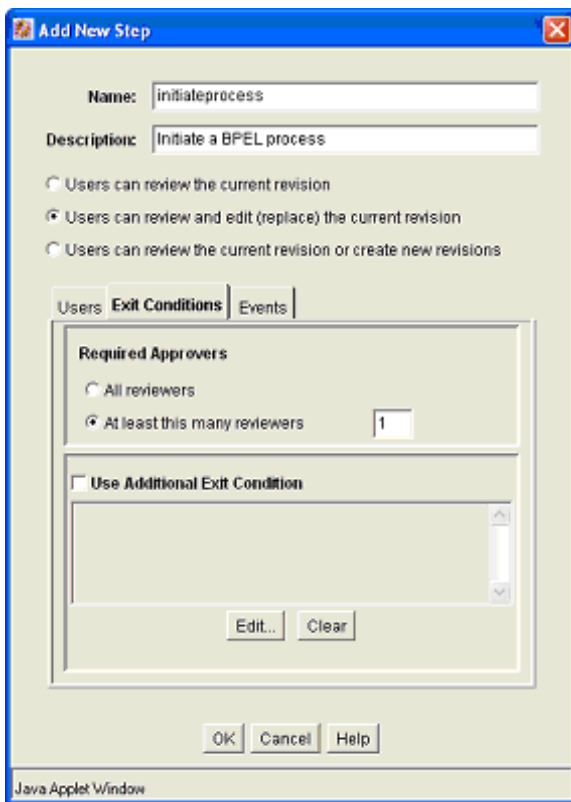 Add New Step
Name: initiateprocess
Description: Initiate a BPEL process
Users can review the current revision
Users can review and edit (replace) the current revision
Users can review the current revision or create new revisions
Users Exit Conditions Events
Required Approvers
All reviewers
At least this many reviewers 1
Use Additional Exit Condition
Edit... Clear
OK Cancel Help
Java Applet Window